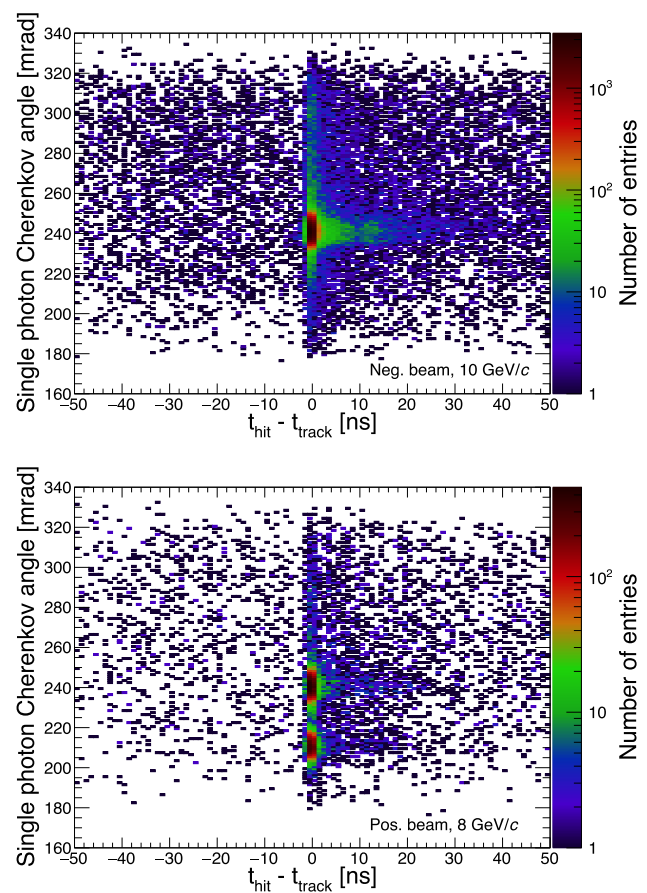 Single photon Cherenkov angle [mrad]
340
320
300
280
260
240
220
200
180
160
−50 −40 −30 −20 −10 0 10 20 30 40 50
t_hit - t_track [ns]
Neg. beam, 10 GeV/c
10³
10²
10
1
Number of entries
Single photon Cherenkov angle [mrad]
340
320
300
280
260
240
220
200
180
160
−50 −40 −30 −20 −10 0 10 20 30 40 50
t_hit - t_track [ns]
Pos. beam, 8 GeV/c
10²
10
1
Number of entries